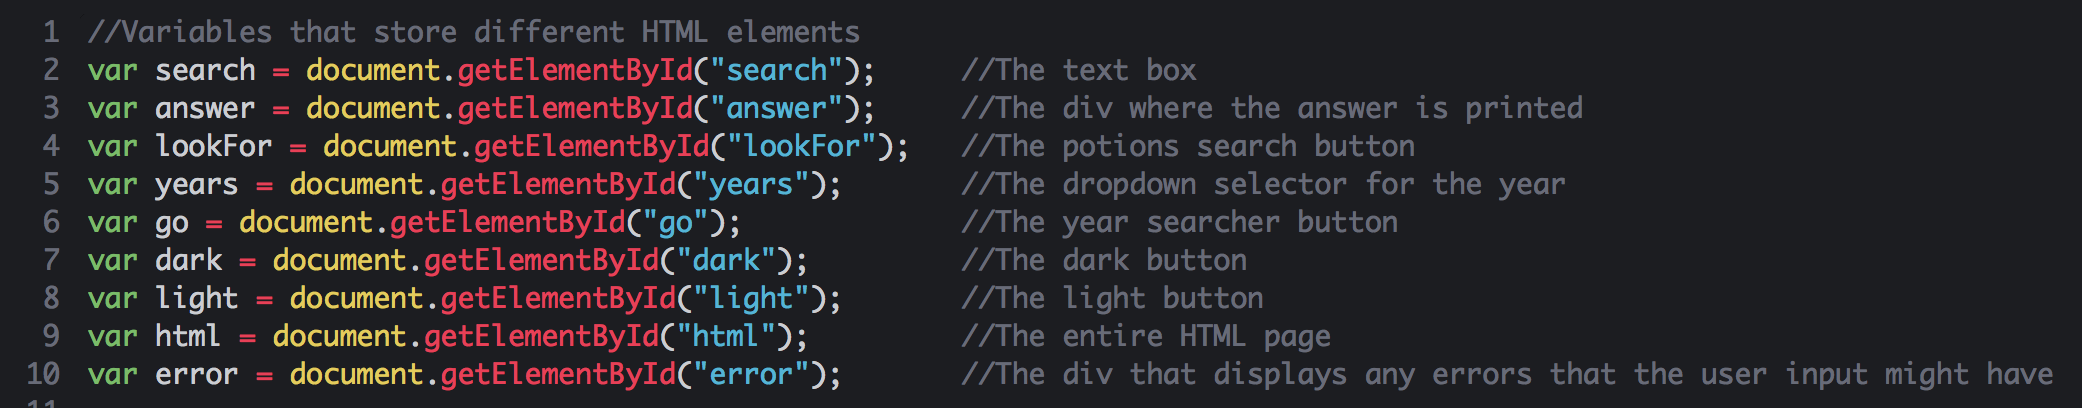 1 //Variables that store different HTML elements
2 var search = document.getElementById("search"); //The text box
3 var answer = document.getElementById("answer"); //The div where the answer is printed
4 var lookFor = document.getElementById("lookFor"); //The potions search button
5 var years = document.getElementById("years"); //The dropdown selector for the year
6 var go = document.getElementById("go"); //The year searcher button
7 var dark = document.getElementById("dark"); //The dark button
8 var light = document.getElementById("light"); //The light button
9 var html = document.getElementById("html"); //The entire HTML page
10 var error = document.getElementById("error"); //The div that displays any errors that the user input might have
11